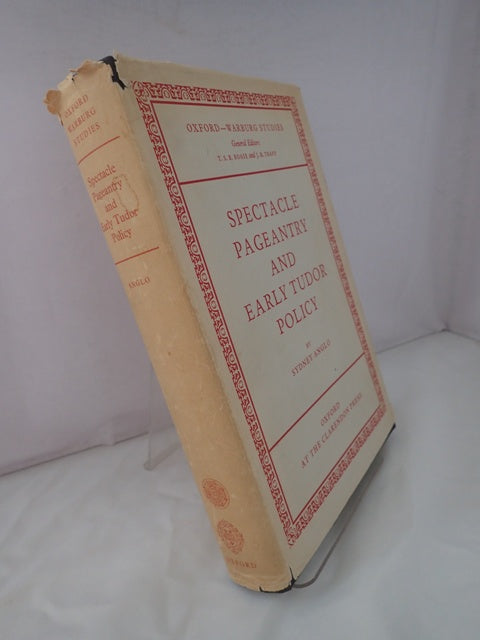 OXFORD
WARBURG
STUDIES
Spectacle
Pageantry
and
Early Tudor
Policy
ANGLO
OXFORD
OXFORD—WARBURG STUDIES
General Editors
T. S. R. BOASE and J. B. TRAPP
SPECTACLE
PAGEANTRY
AND
EARLY TUDOR
POLICY
BY
SYDNEY ANGLO
OXFORD
AT THE CLARENDON PRESS